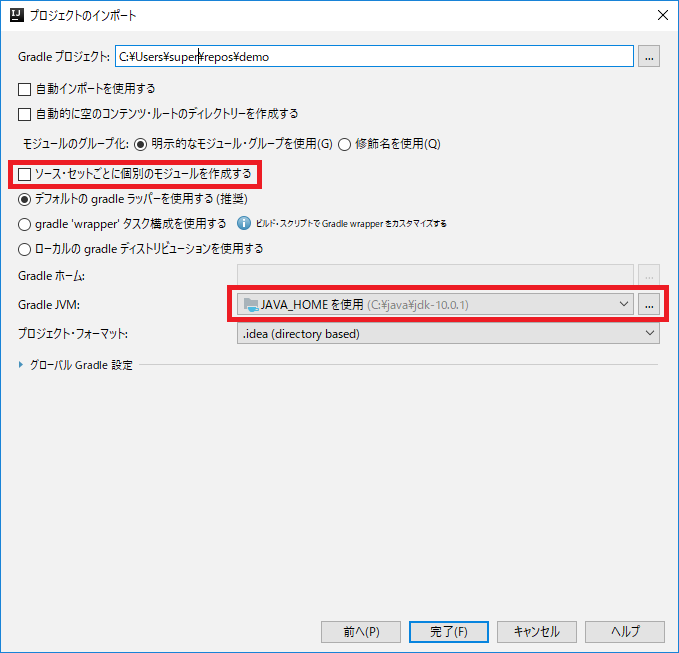 プロジェクトのインポート
Gradle プロジェクト: C:¥Users¥super¥repos¥demo ...
自動インポートを使用する
自動的に空のコンテンツ・ルートのディレクトリーを作成する
モジュールのグループ化: 明示的なモジュール・グループを使用(G) 修飾名を使用(Q)
ソース・セットごとに個別のモジュールを作成する
デフォルトの gradle ラッパーを使用する (推奨)
gradle 'wrapper' タスク構成を使用する ビルド・スクリプトで Gradle wrapper をカスタマイズする
ローカルの gradle ディストリビューションを使用する
Gradle ホーム: ...
Gradle JVM: JAVA_HOME を使用 (C:¥java¥jdk-10.0.1) ...
プロジェクト・フォーマット: .idea (directory based)
グローバル Gradle 設定
前へ(P) 完了(F) キャンセル ヘルプ